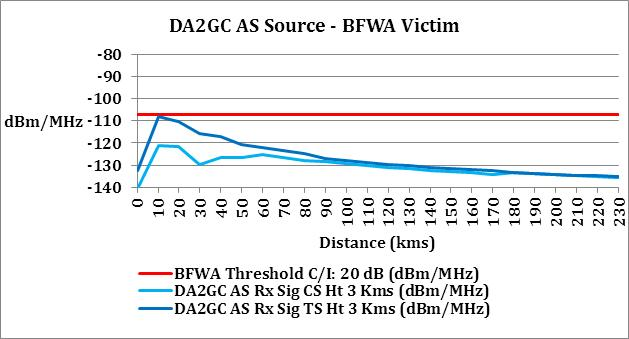 DA2GC AS Source - BFWA Victim
-80
-90
-100
-110
-120
-130
-140
dBm/MHz
0 10 20 30 40 50 60 70 80 90 100 110 120 130 140 150 160 170 180 190 200 210 220 230
Distance (kms)
BFWA Threshold C/I: 20 dB (dBm/MHz)
DA2GC AS Rx Sig CS Ht 3 Kms (dBm/MHz)
DA2GC AS Rx Sig TS Ht 3 Kms (dBm/MHz)